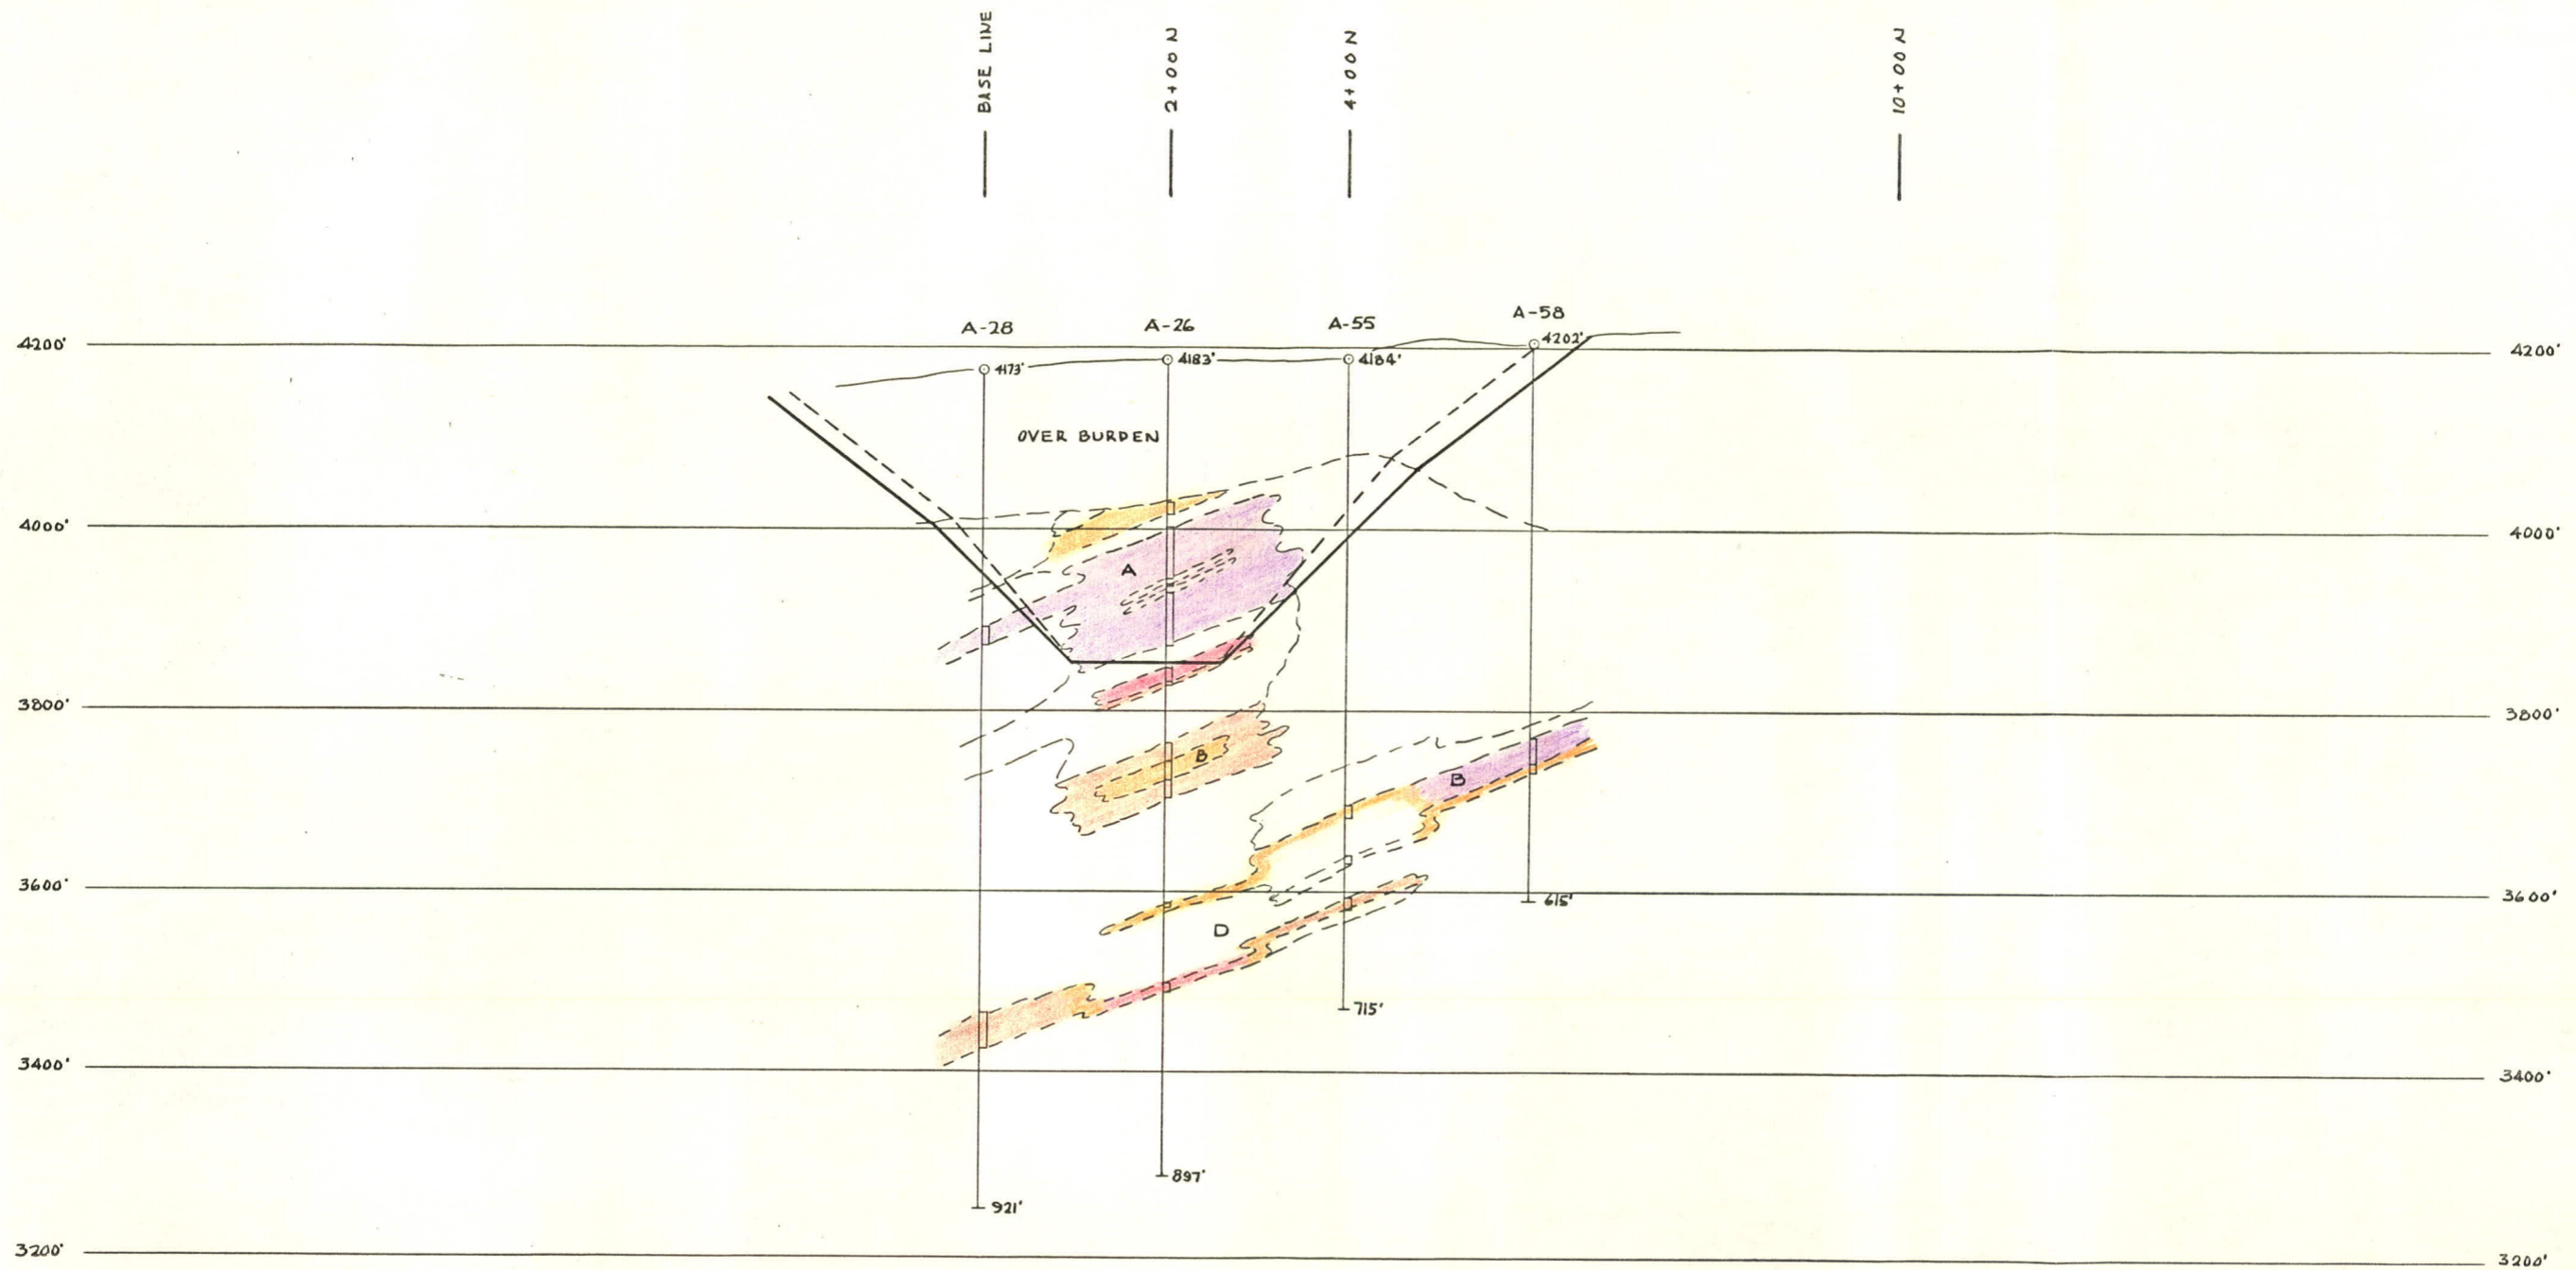 BASE LINE
2+00 N
4+00 N
10+00 N
A-28
A-26
A-55
A-58
4200'
4173'
4183'
4184'
4202'
4200'
OVER BURDEN
4000'
A
4000'
3800'
B
B
3800'
3600'
D
615'
3600'
715'
3400'
3400'
897'
921'
3200'
3200'